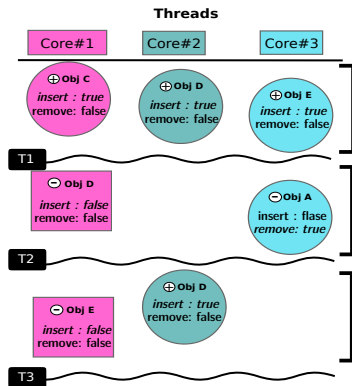 Threads
Core#1 Core#2 Core#3
+ Obj C
insert : true
remove: false
+ Obj D
insert : true
remove: false
+ Obj E
insert : true
remove: false
T1
- Obj D
insert : false
remove: false
- Obj A
insert : flase
remove: true
T2
+ Obj D
insert : true
remove: false
- Obj E
insert : false
remove: false
T3